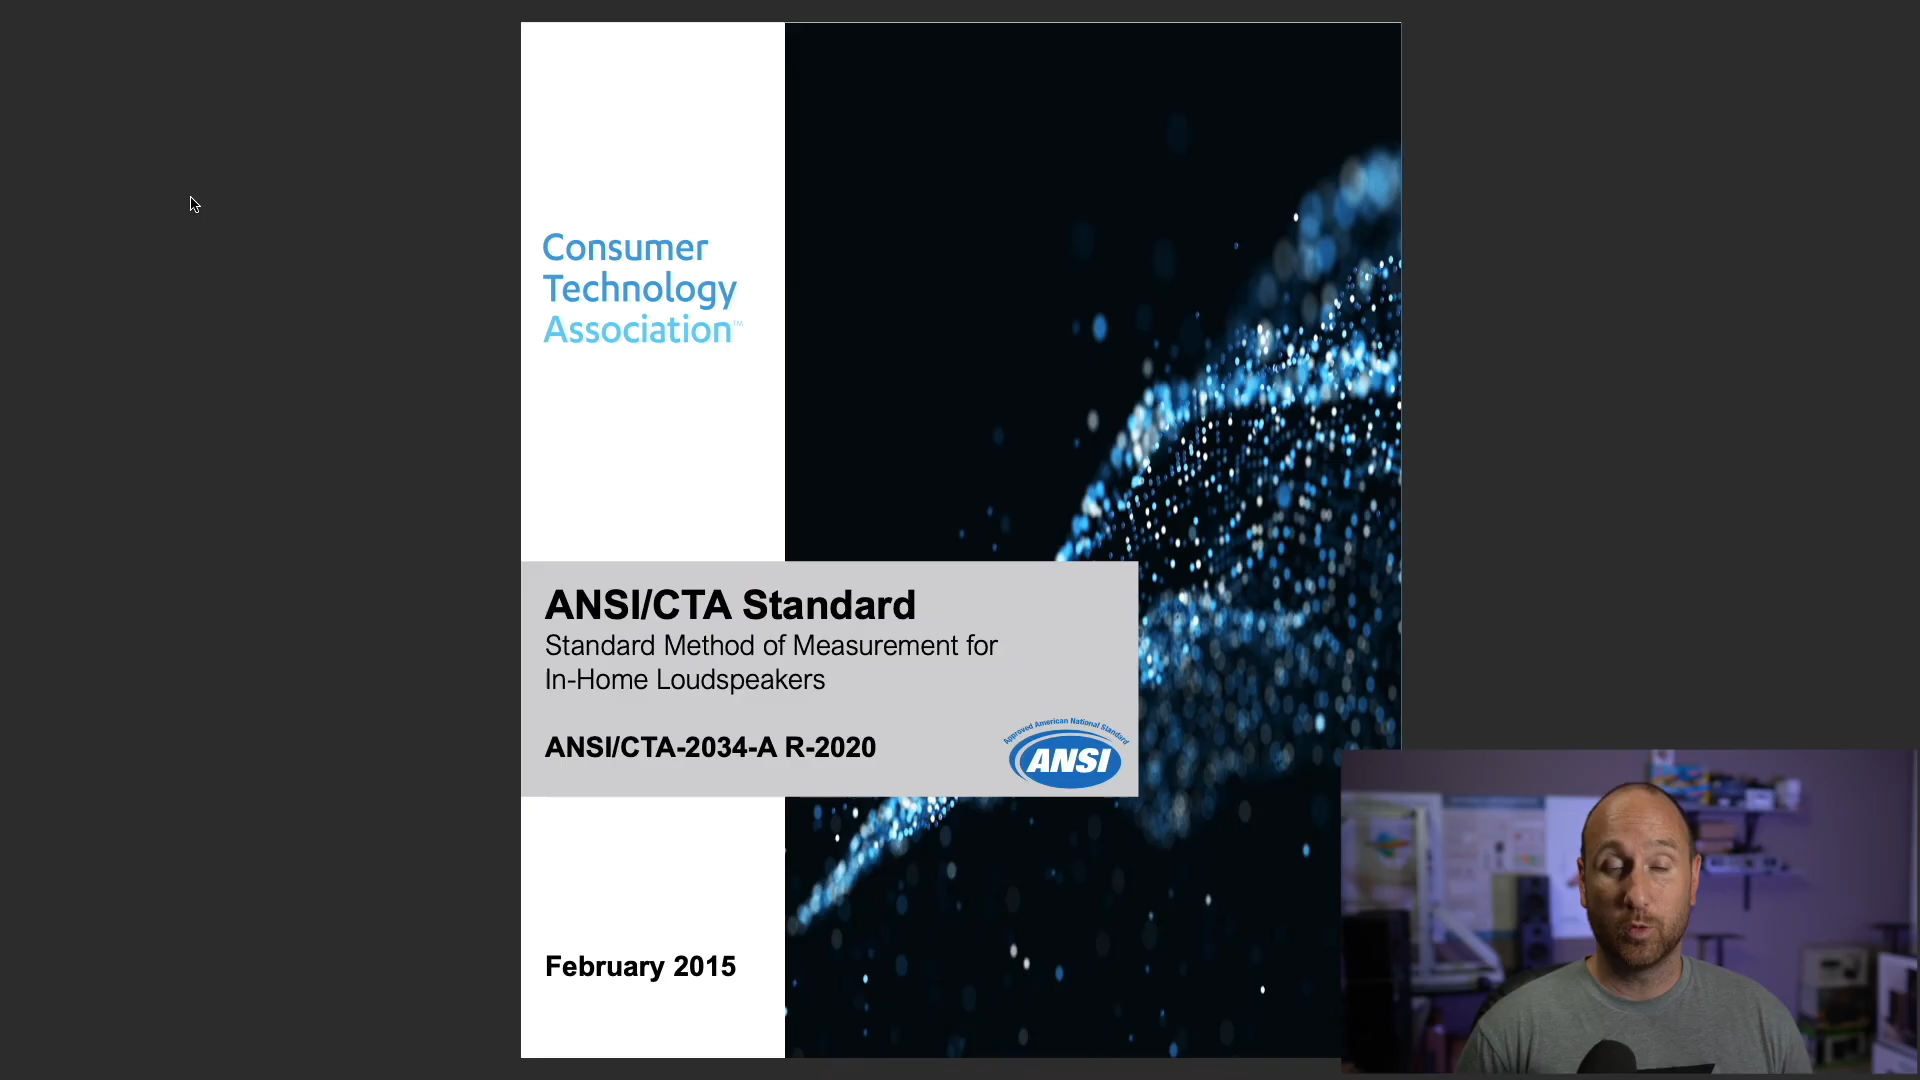 Consumer
Technology
Association™
ANSI/CTA Standard
Standard Method of Measurement for
In-Home Loudspeakers
ANSI/CTA-2034-A R-2020
Approved American National Standard
ANSI
February 2015